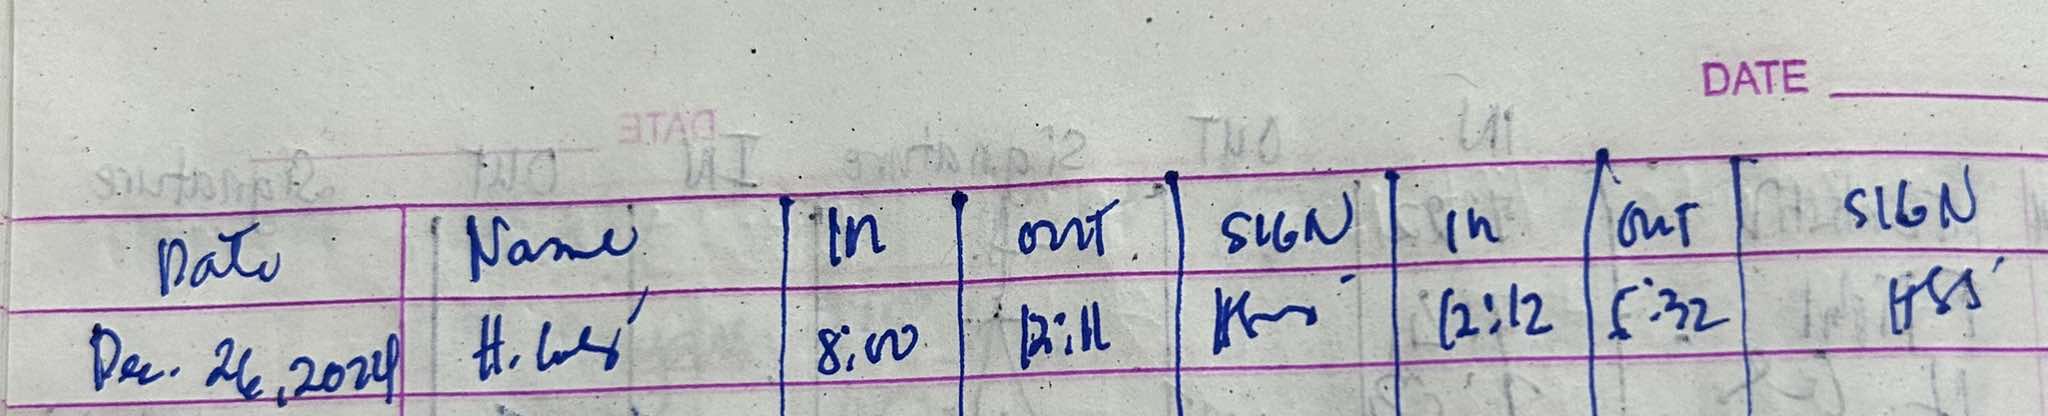 DATE
Date Name In OUT SIGN In OUT SIGN
Dec. 26, 2024 H. 8:00 12:11 12:12 5:32 HSS